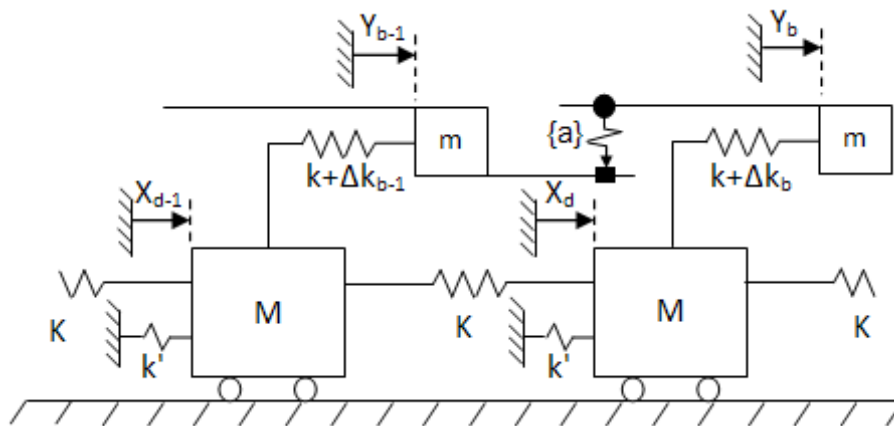 Y_b-1 Y_b
{a}
m m
k+Δk_b-1 k+Δk_b
X_d-1 X_d
M M
K K K
k' k'